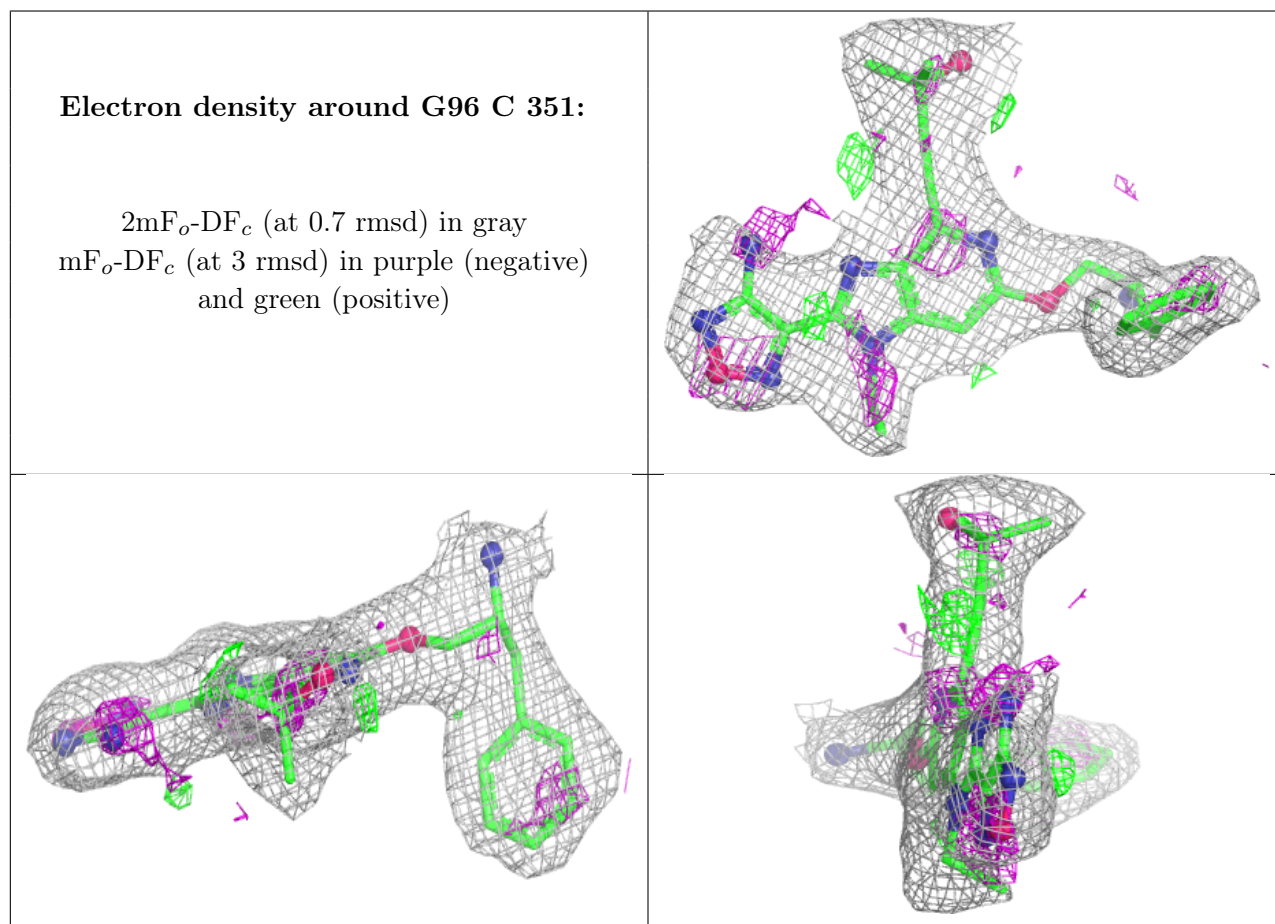 Electron density around G96 C 351:
2mFo-DFc (at 0.7 rmsd) in gray
mFo-DFc (at 3 rmsd) in purple (negative)
and green (positive)